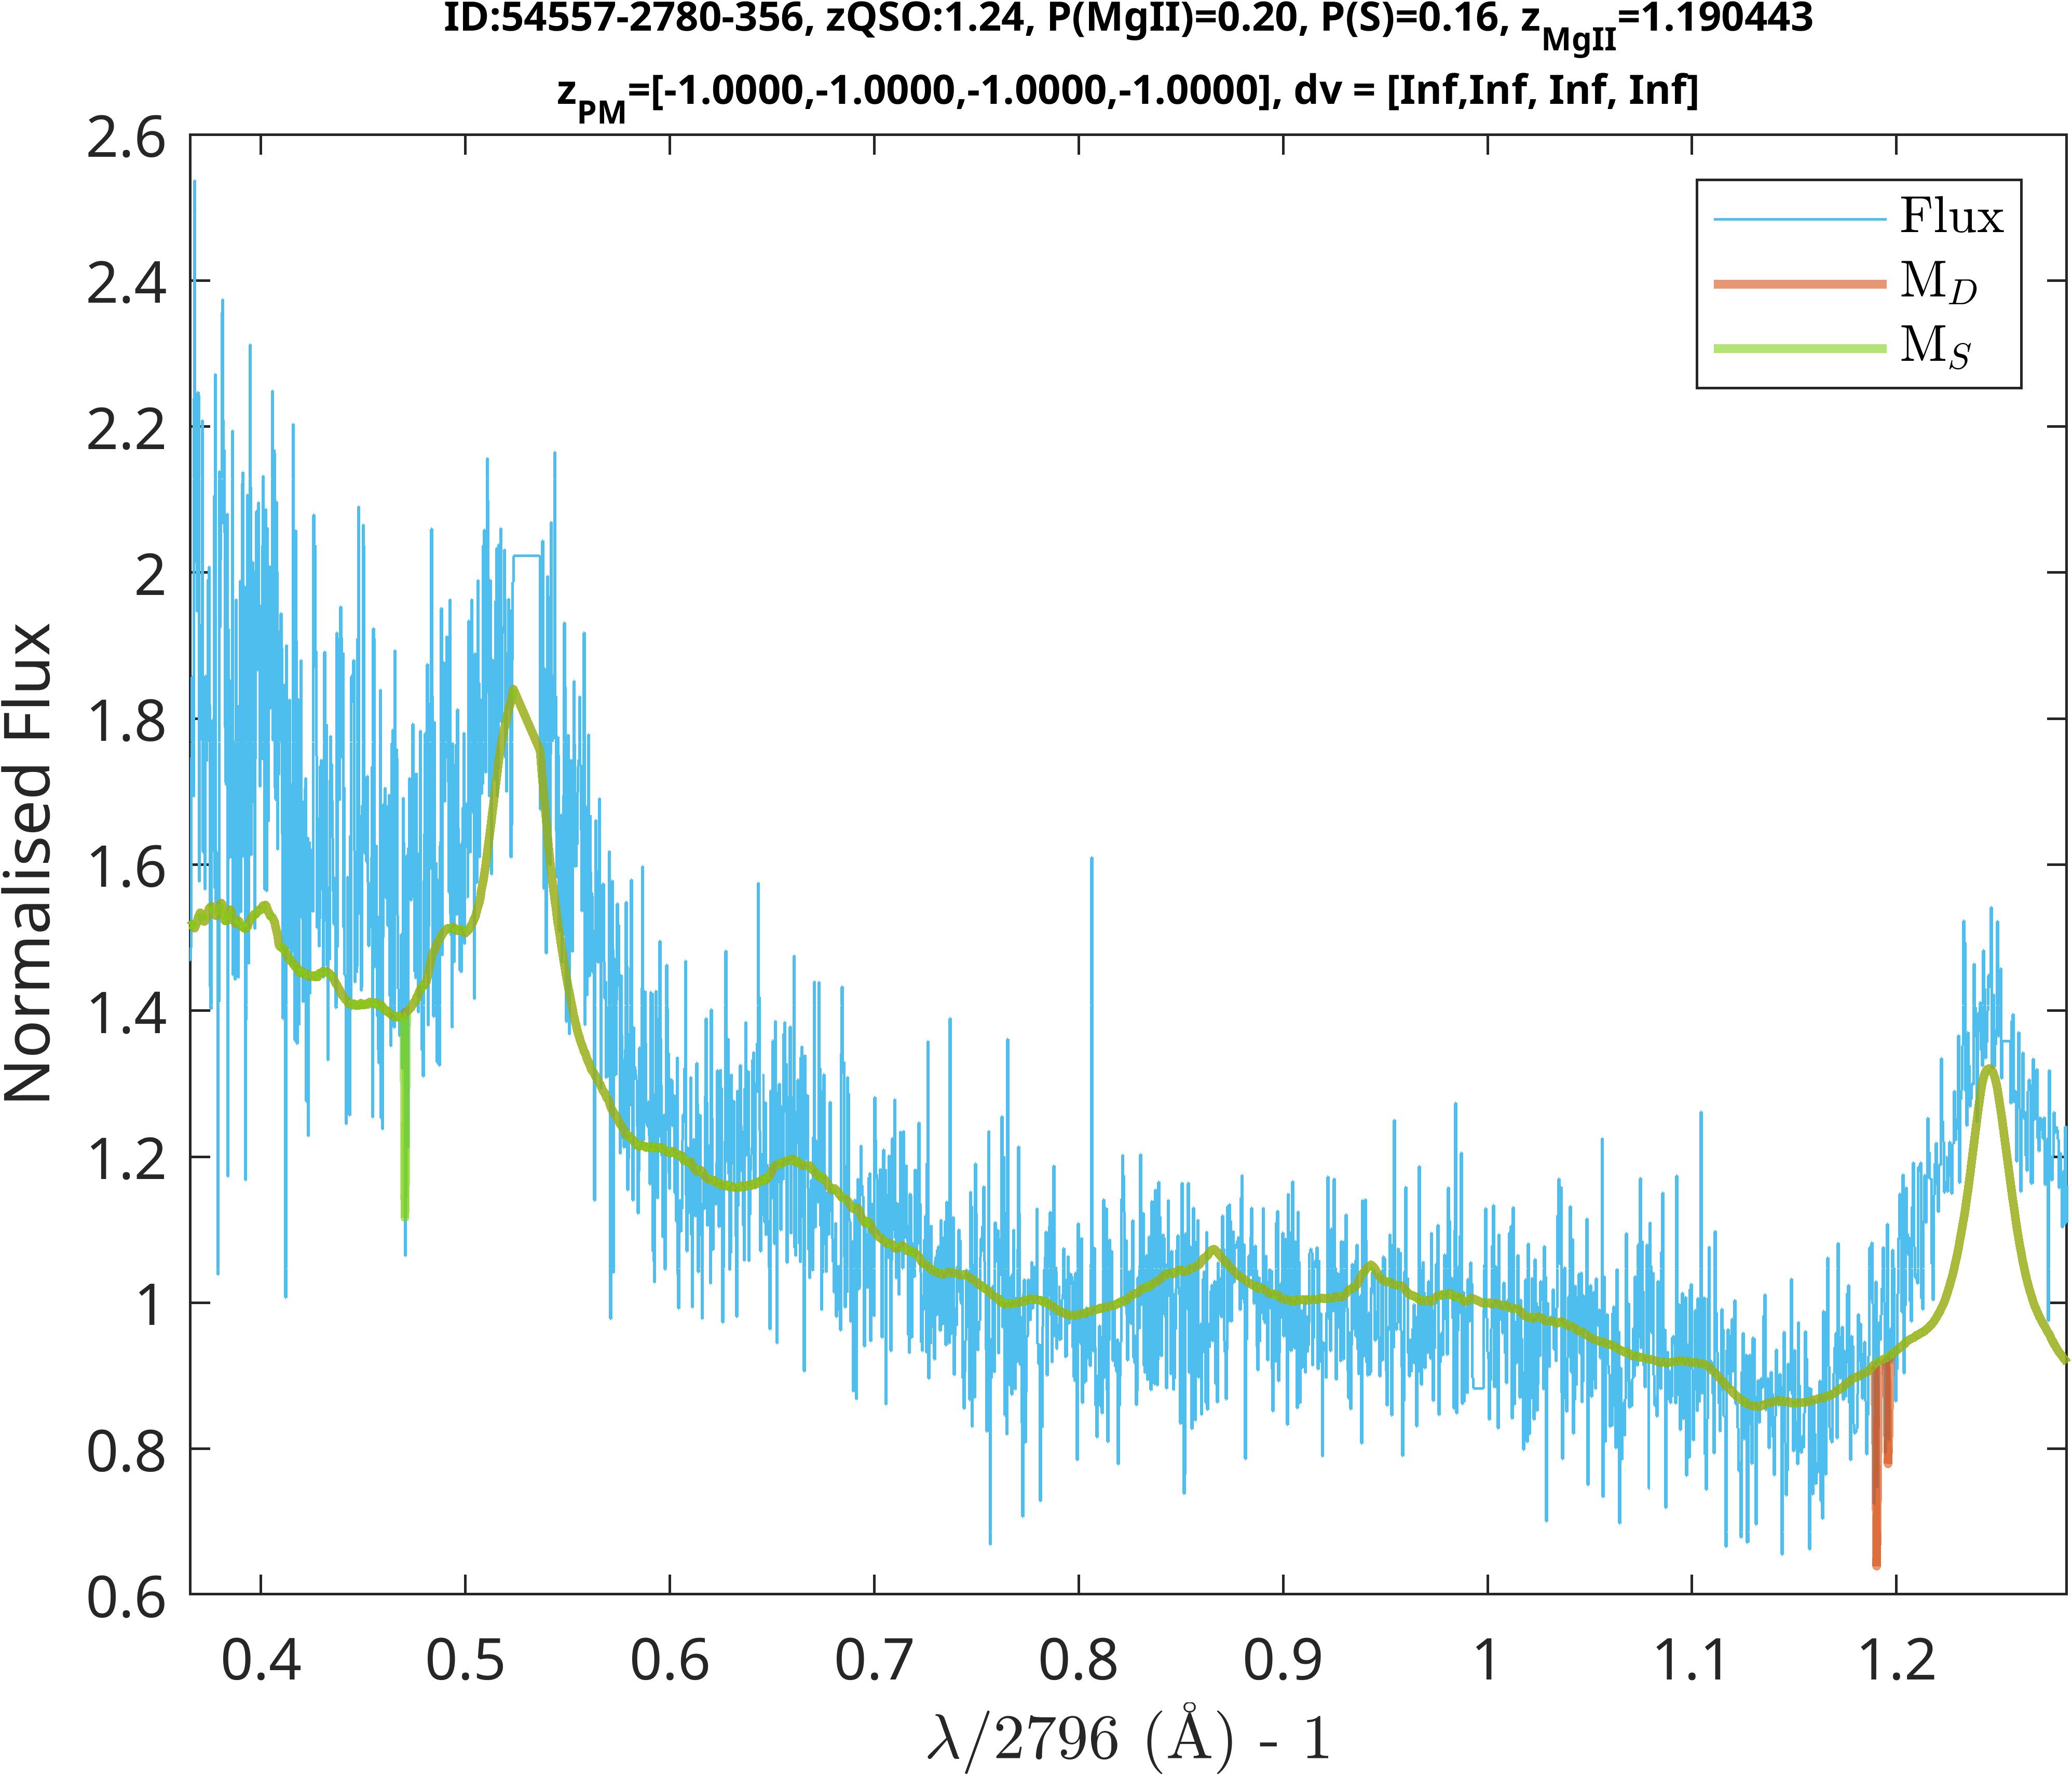 ID:54557-2780-356, zQSO:1.24, P(MgII)=0.20, P(S)=0.16, zMgII=1.190443
zPM=[-1.0000,-1.0000,-1.0000,-1.0000], dv = [Inf,Inf, Inf, Inf]
2.6
2.4
2.2
2
1.8
1.6
1.4
1.2
1
0.8
0.6
Normalised Flux
Flux
MD
MS
0.4 0.5 0.6 0.7 0.8 0.9 1 1.1 1.2
λ/2796 (Å) - 1